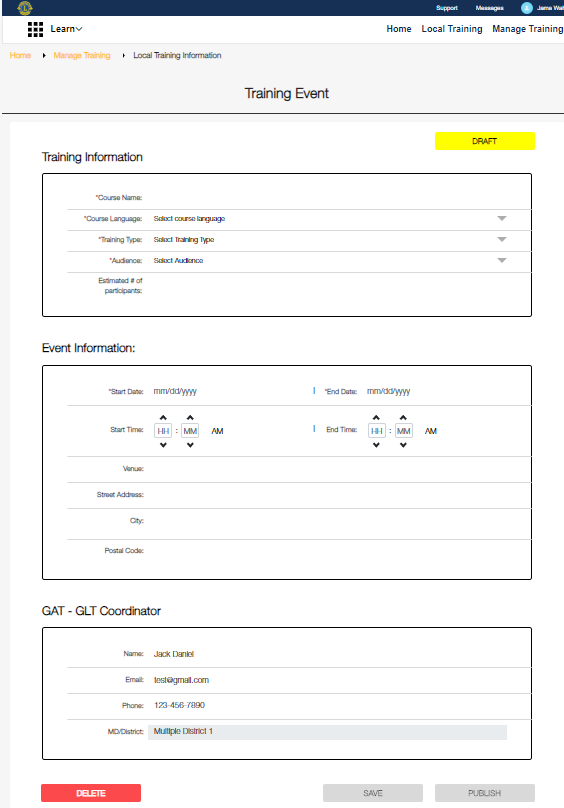 Support Messages Jama
Learn Home Local Training Manage Training
Home Manage Training Local Training Information
Training Event
DRAFT
Training Information
*Course Name:
*Course Language: Select course language
*Training Type: Select Training Type
*Audience: Select Audience
Estimated # of
participants:
Event Information:
*Start Date: mm/dd/yyyy *End Date: mm/dd/yyyy
Start Time: HH : MM AM End Time: HH : MM AM
Venue:
Street Address:
City:
Postal Code:
GAT - GLT Coordinator
Name: Jack Daniel
Email: test@gmail.com
Phone: 123-456-7890
MD/District: Multiple District 1
DELETE SAVE PUBLISH